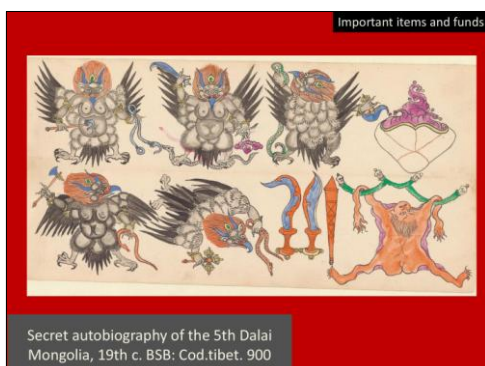 Important items and funds
Secret autobiography of the 5th Dalai
Mongolia, 19th c. BSB: Cod.tibet. 900